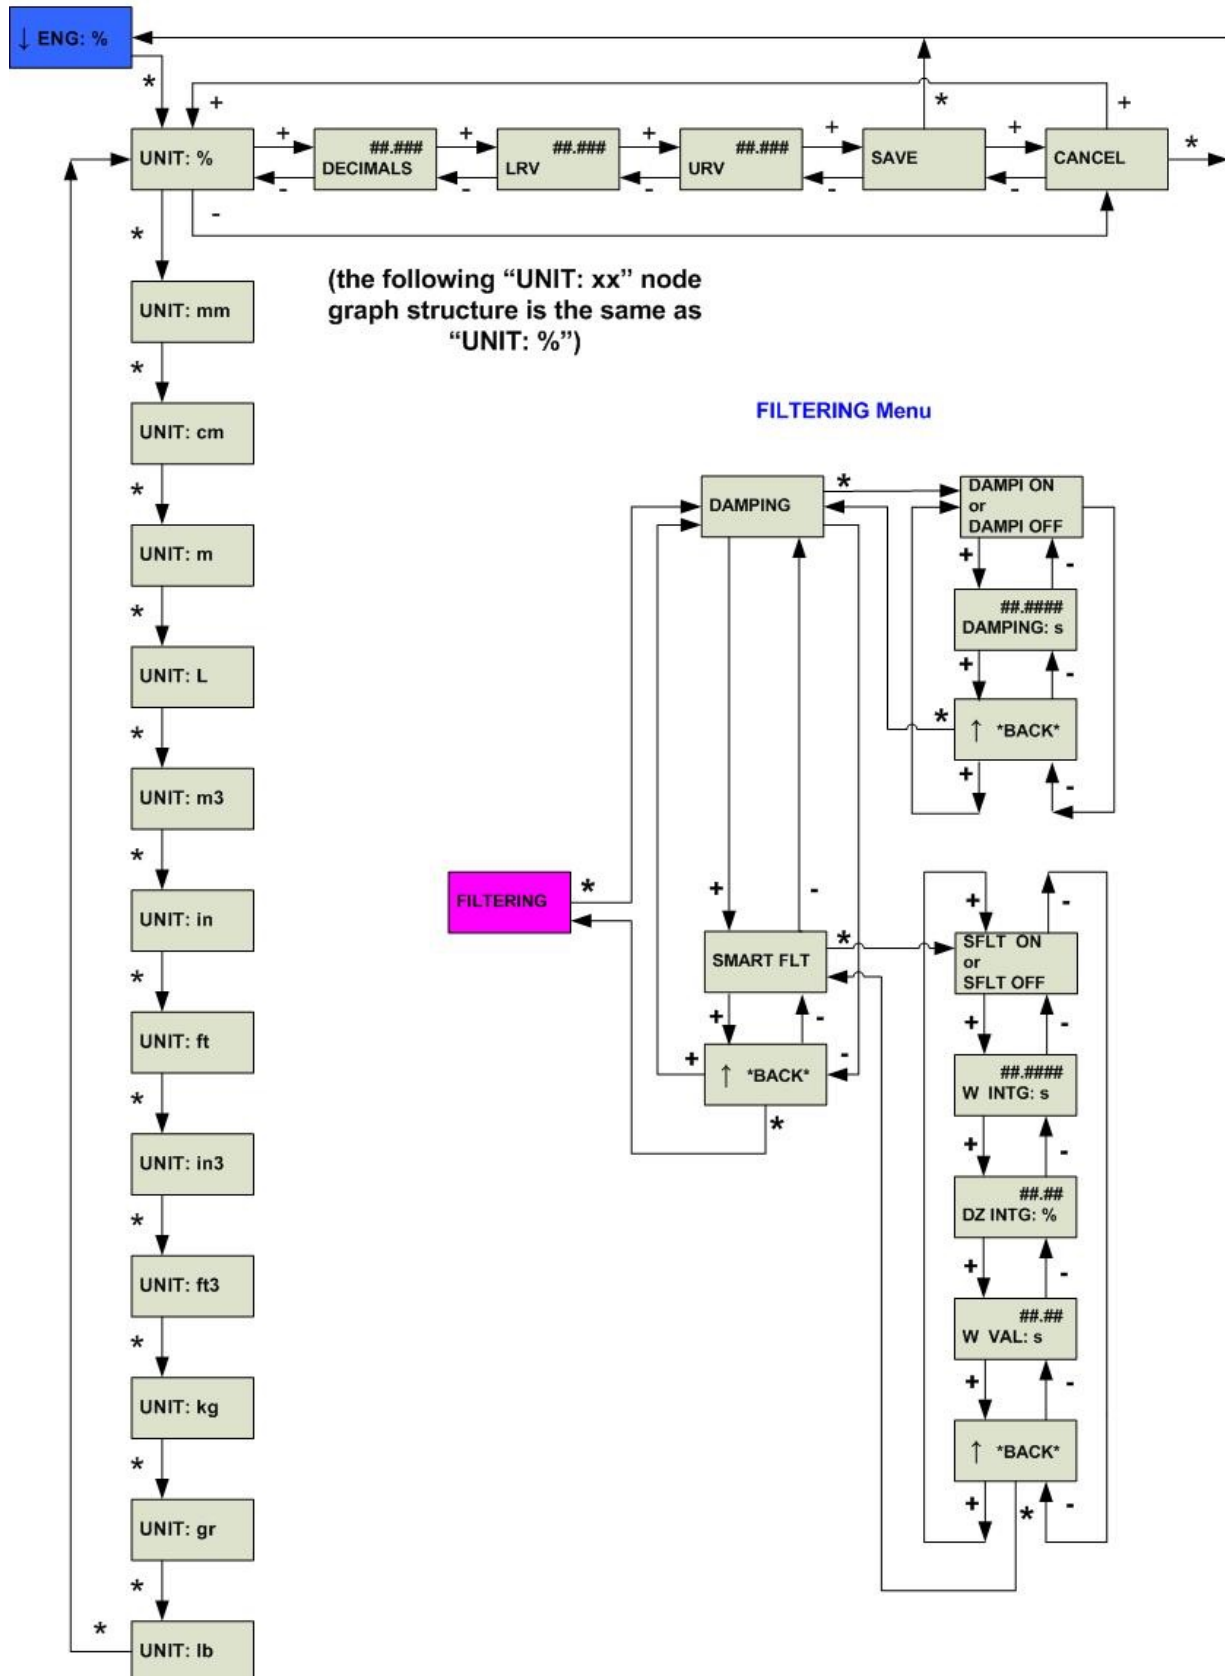 ↓ ENG: %
*
+
*
+
UNIT: %
+
-
##.###
DECIMALS
+
-
##.###
LRV
+
-
##.###
URV
+
-
SAVE
+
-
CANCEL
*
-
*
(the following “UNIT: xx” node
graph structure is the same as
“UNIT: %”)
UNIT: mm
*
UNIT: cm
*
UNIT: m
*
UNIT: L
*
UNIT: m3
*
UNIT: in
*
UNIT: ft
*
UNIT: in3
*
UNIT: ft3
*
UNIT: kg
*
UNIT: gr
*
UNIT: lb
*
FILTERING Menu
DAMPING
*
DAMPI ON
or
DAMPI OFF
+
-
##.####
DAMPING: s
+
-
*
↑ *BACK*
+
-
FILTERING
*
+
-
SMART FLT
*
+
-
+
-
↑ *BACK*
*
+
-
SFLT ON
or
SFLT OFF
+
-
##.####
W INTG: s
+
-
##.##
DZ INTG: %
+
-
##.##
W VAL: s
+
-
↑ *BACK*
+
*
-